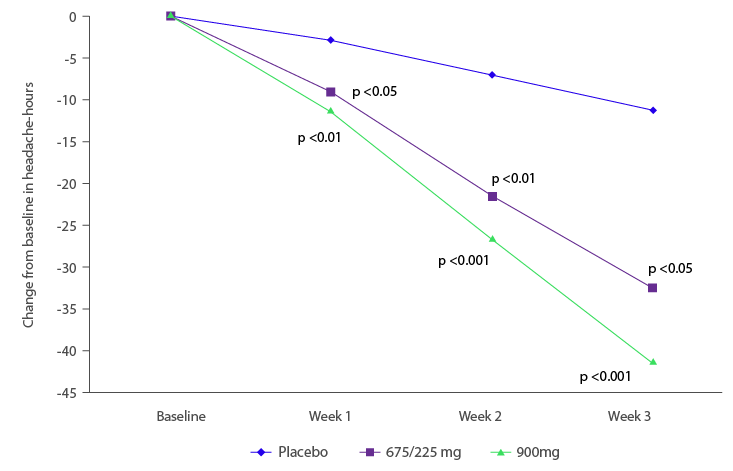 Change from baseline in headache-hours
0
-5
-10
-15
-20
-25
-30
-35
-40
-45
p <0.05
p <0.01
p <0.01
p <0.001
p <0.05
p <0.001
Baseline
Week 1
Week 2
Week 3
Placebo
675/225 mg
900mg